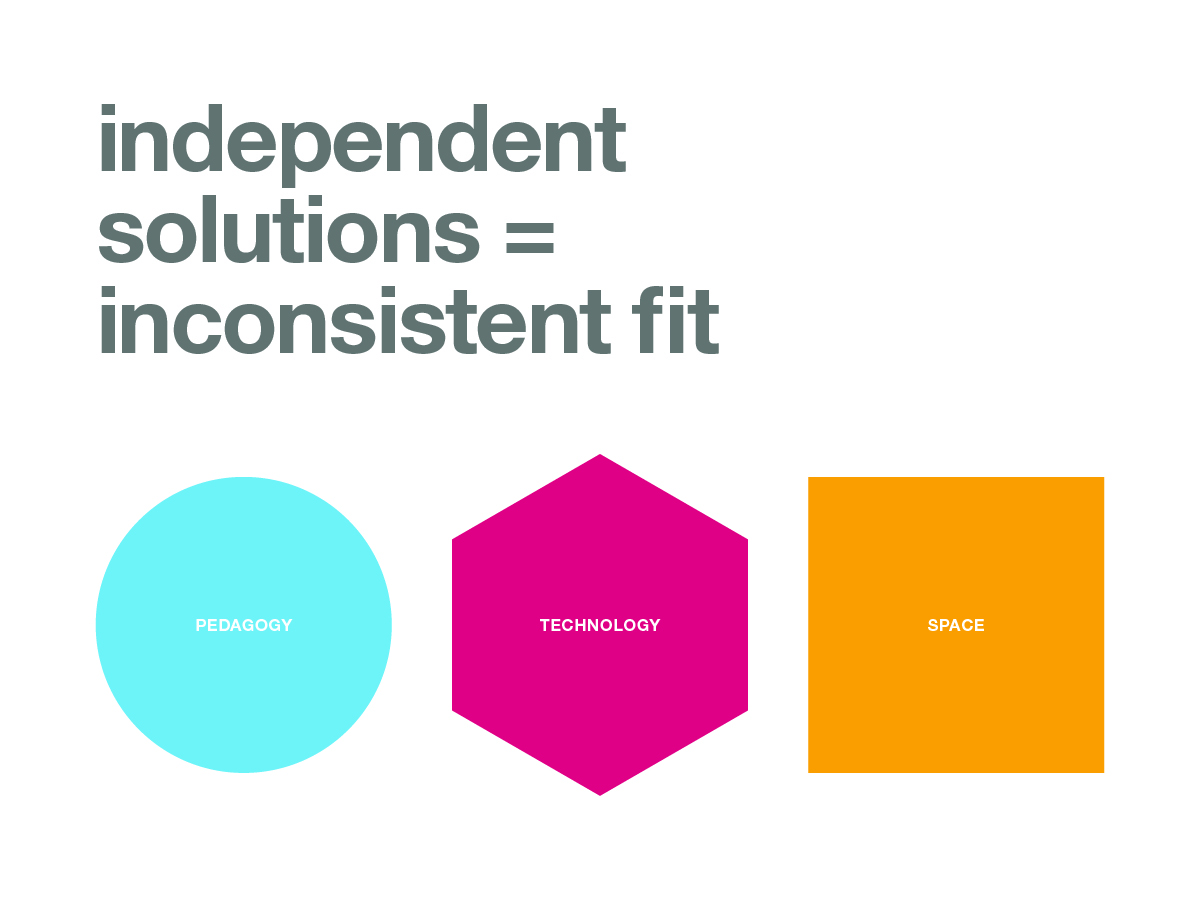 independent
solutions =
inconsistent fit
PEDAGOGY
TECHNOLOGY
SPACE